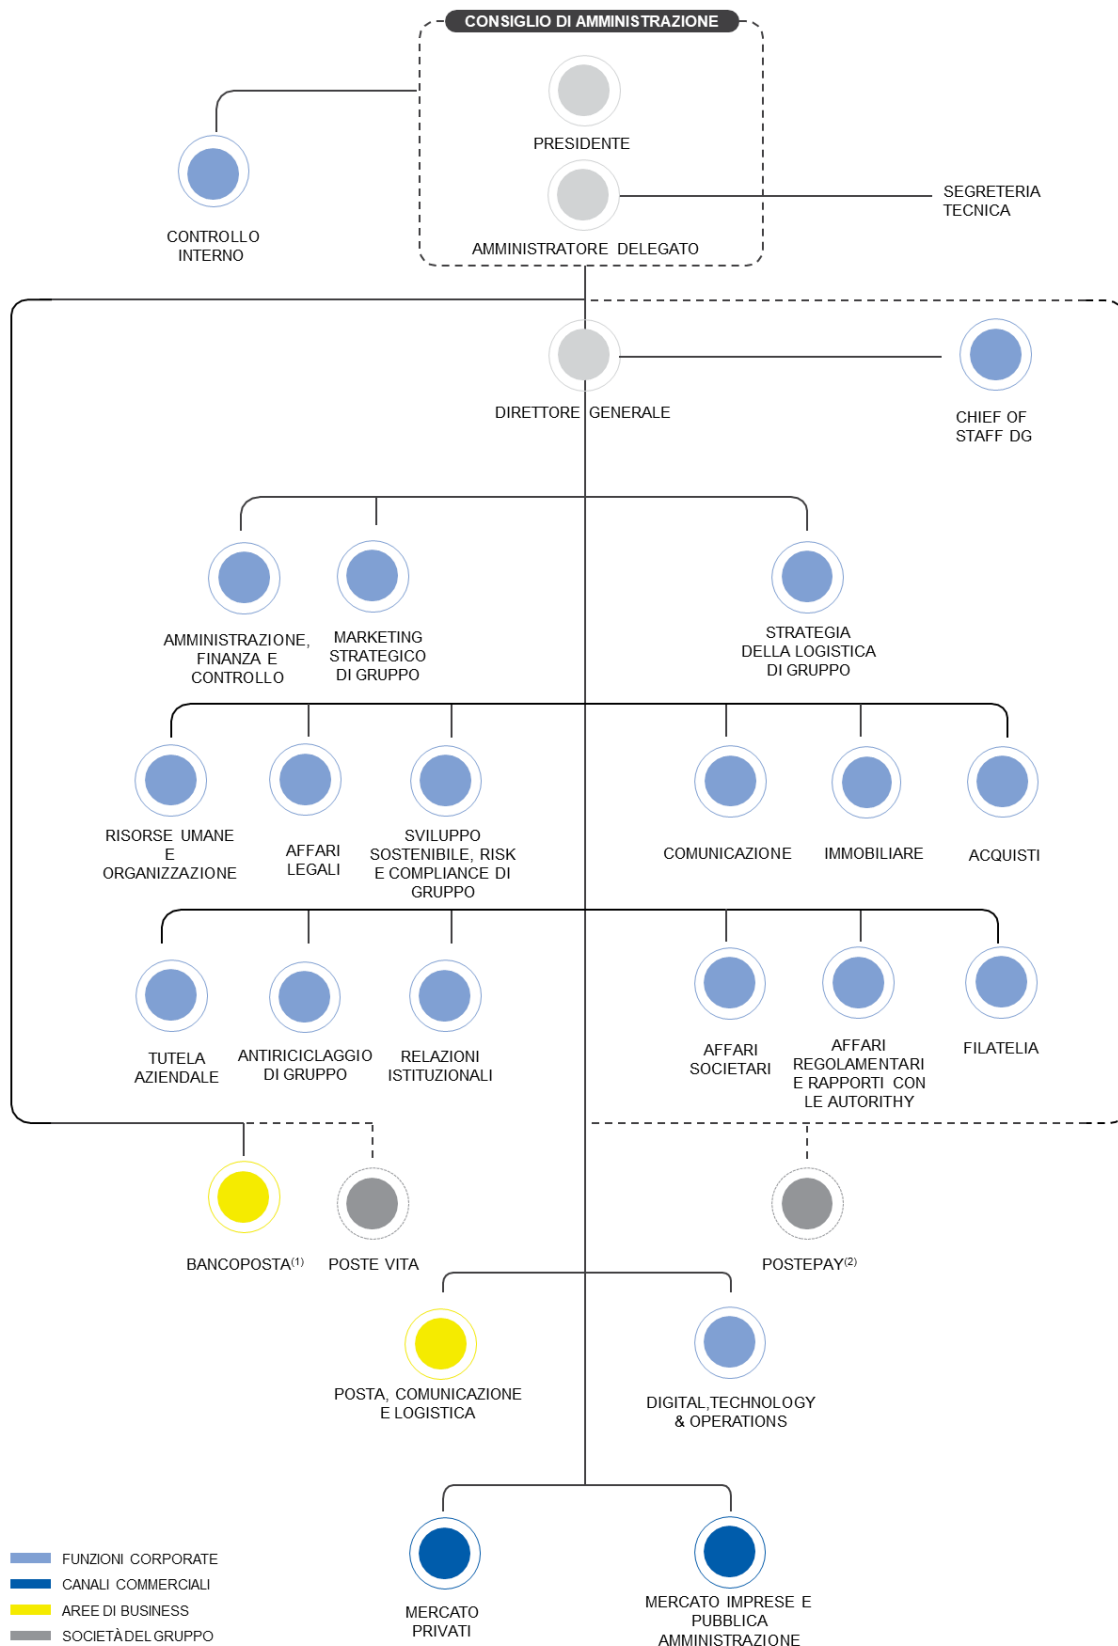 CONSIGLIO DI AMMINISTRAZIONE
PRESIDENTE
SEGRETERIA
TECNICA
CONTROLLO
INTERNO
AMMINISTRATORE DELEGATO
DIRETTORE GENERALE
CHIEF OF
STAFF DG
AMMINISTRAZIONE,
FINANZA E
CONTROLLO
MARKETING
STRATEGICO
DI GRUPPO
STRATEGIA
DELLA LOGISTICA
DI GRUPPO
RISORSE UMANE
E
ORGANIZZAZIONE
AFFARI
LEGALI
SVILUPPO
SOSTENIBILE, RISK
E COMPLIANCE DI
GRUPPO
COMUNICAZIONE
IMMOBILIARE
ACQUISTI
TUTELA
AZIENDALE
ANTIRICICLAGGIO
DI GRUPPO
RELAZIONI
ISTITUZIONALI
AFFARI
SOCIETARI
AFFARI
REGOLAMENTARI
E RAPPORTI CON
LE AUTORITHY
FILATELIA
BANCOPOSTA(1)
POSTE VITA
POSTEPAY(2)
POSTA, COMUNICAZIONE
E LOGISTICA
DIGITAL,TECHNOLOGY
& OPERATIONS
MERCATO
PRIVATI
MERCATO IMPRESE E
PUBBLICA
AMMINISTRAZIONE
FUNZIONI CORPORATE
CANALI COMMERCIALI
AREE DI BUSINESS
SOCIETÀ DEL GRUPPO